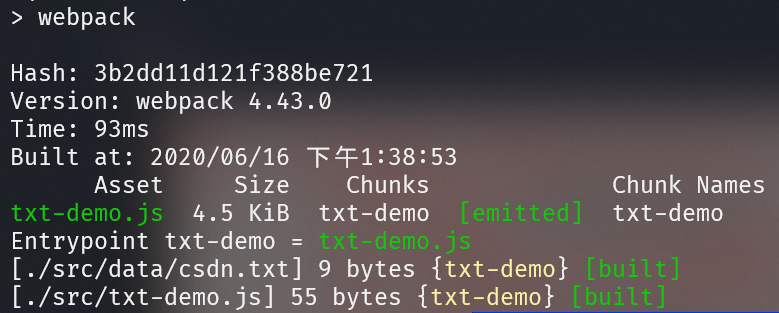 > webpack
Hash: 3b2dd11d121f388be721
Version: webpack 4.43.0
Time: 93ms
Built at: 2020/06/16 下午1:38:53
Asset Size Chunks Chunk Names
txt-demo.js 4.5 KiB txt-demo [emitted] txt-demo
Entrypoint txt-demo = txt-demo.js
[./src/data/csdn.txt] 9 bytes {txt-demo} [built]
[./src/txt-demo.js] 55 bytes {txt-demo} [built]